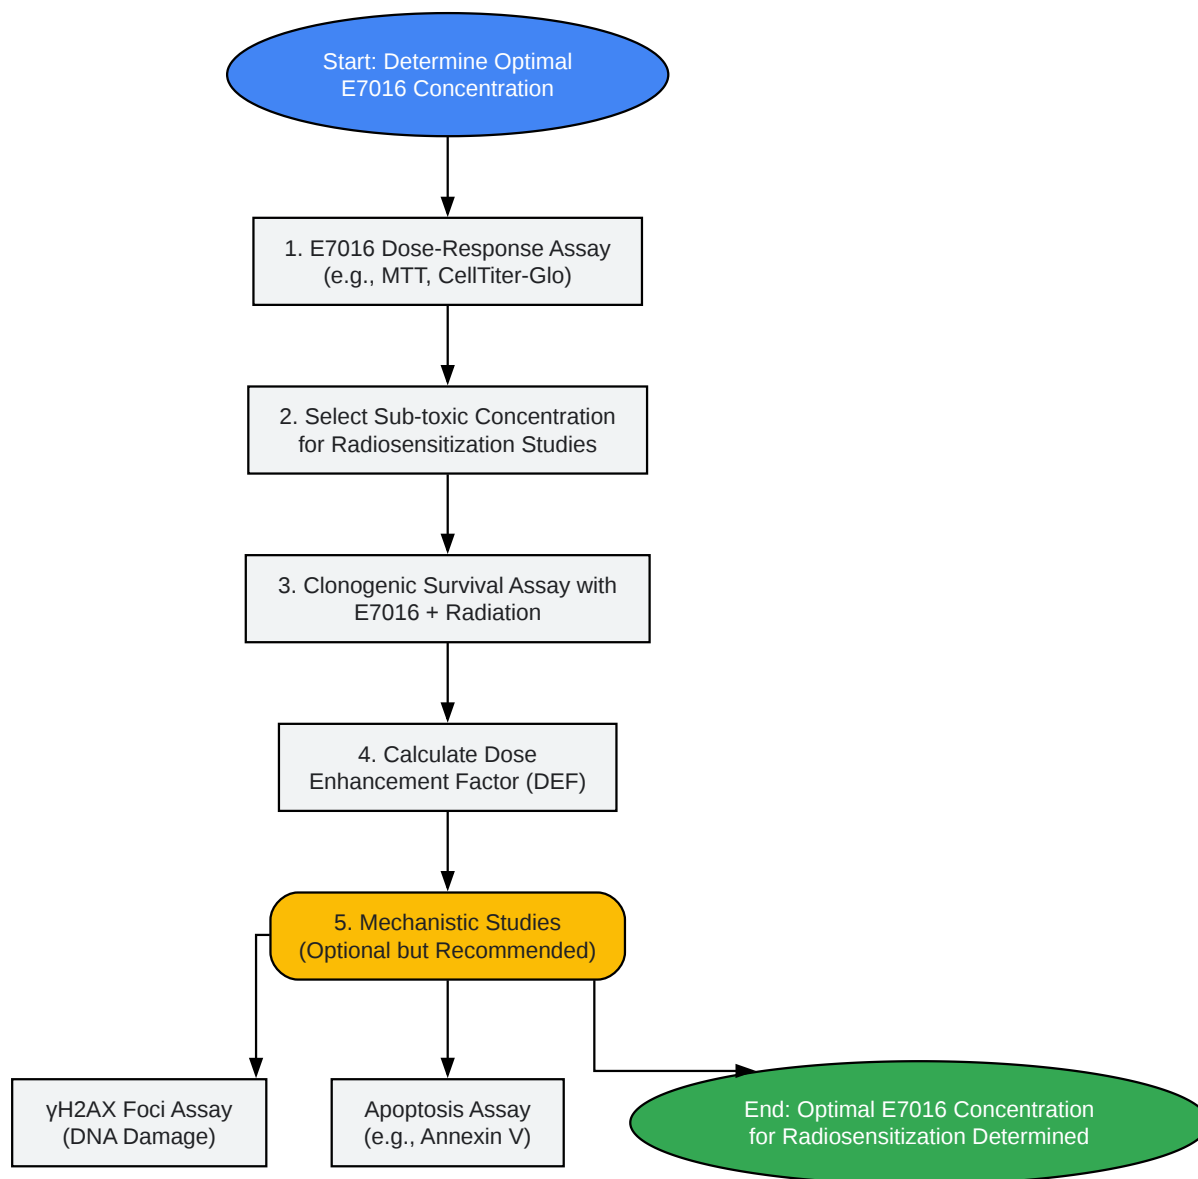 Start: Determine Optimal
E7016 Concentration
1. E7016 Dose-Response Assay
(e.g., MTT, CellTiter-Glo)
2. Select Sub-toxic Concentration
for Radiosensitization Studies
3. Clonogenic Survival Assay with
E7016 + Radiation
4. Calculate Dose
Enhancement Factor (DEF)
5. Mechanistic Studies
(Optional but Recommended)
γH2AX Foci Assay
(DNA Damage)
Apoptosis Assay
(e.g., Annexin V)
End: Optimal E7016 Concentration
for Radiosensitization Determined